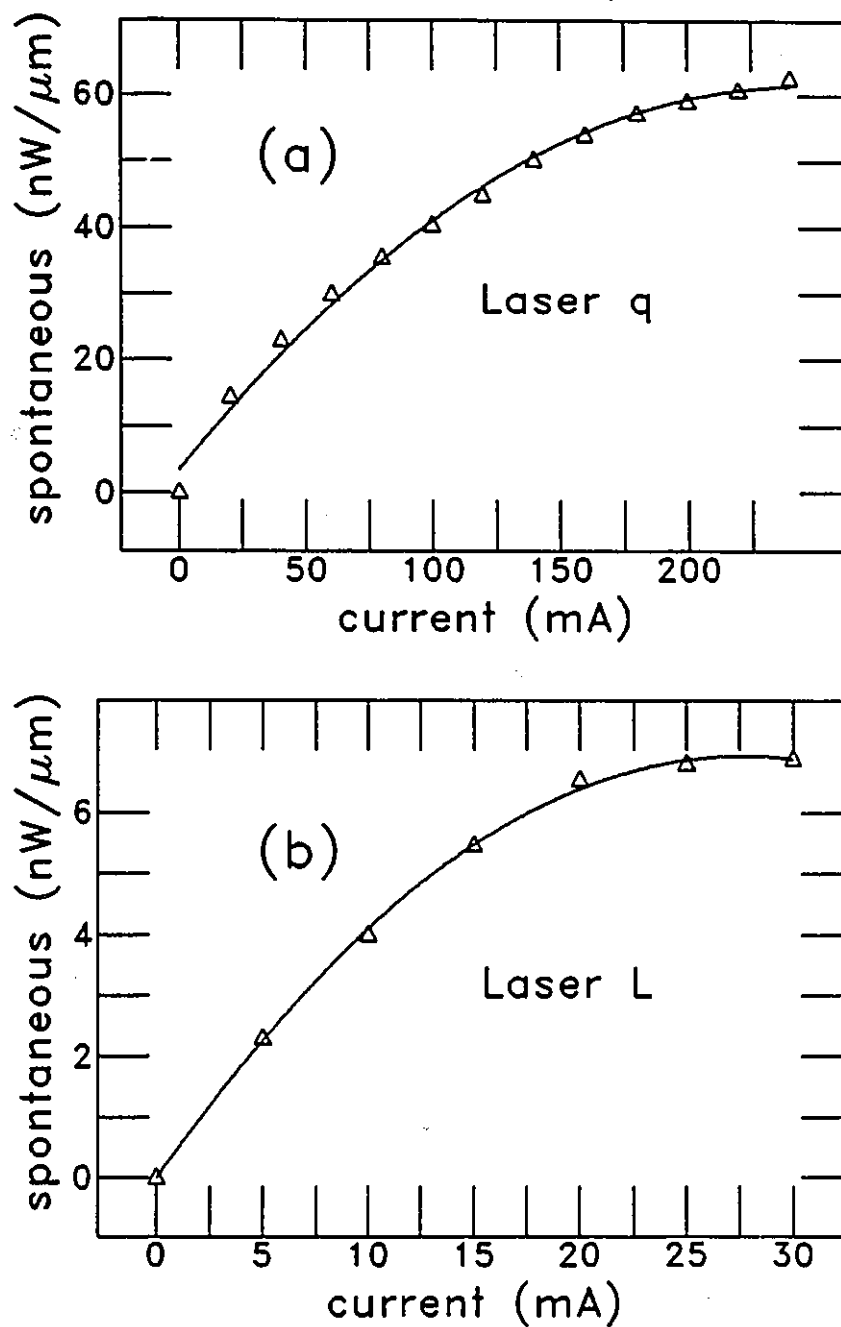 spontaneous (nW/μm)
60
40
20
0
(a)
Laser q
0 50 100 150 200
current (mA)
spontaneous (nW/μm)
6
4
2
0
(b)
Laser L
0 5 10 15 20 25 30
current (mA)